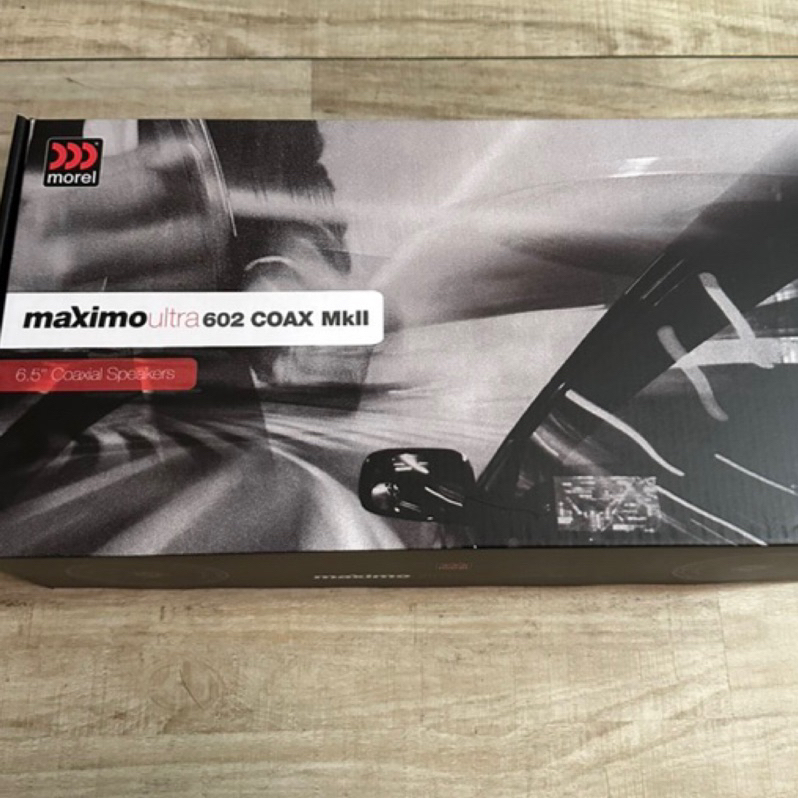 morel
maximo ultra 602 COAX MkII
6.5" Coaxial Speakers
maximo